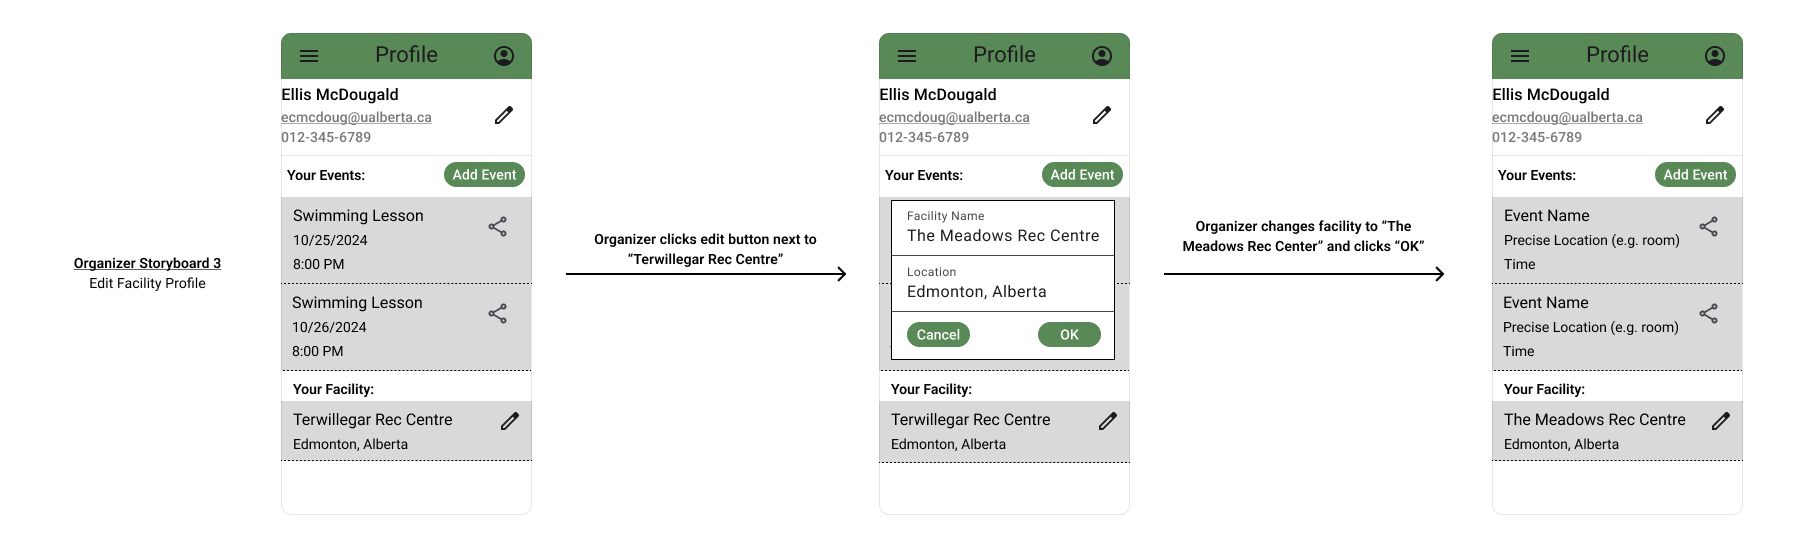 Organizer Storyboard 3
Edit Facility Profile
Profile
Ellis McDougald
ecmcdoug@ualberta.ca
012-345-6789
Your Events:
Add Event
Swimming Lesson
10/25/2024
8:00 PM
Swimming Lesson
10/26/2024
8:00 PM
Your Facility:
Terwillegar Rec Centre
Edmonton, Alberta
Organizer clicks edit button next to
“Terwillegar Rec Centre”
Profile
Ellis McDougald
ecmcdoug@ualberta.ca
012-345-6789
Your Events:
Add Event
Facility Name
The Meadows Rec Centre
Location
Edmonton, Alberta
Cancel
OK
Your Facility:
Terwillegar Rec Centre
Edmonton, Alberta
Organizer changes facility to “The
Meadows Rec Center” and clicks “OK”
Profile
Ellis McDougald
ecmcdoug@ualberta.ca
012-345-6789
Your Events:
Add Event
Event Name
Precise Location (e.g. room)
Time
Event Name
Precise Location (e.g. room)
Time
Your Facility:
The Meadows Rec Centre
Edmonton, Alberta